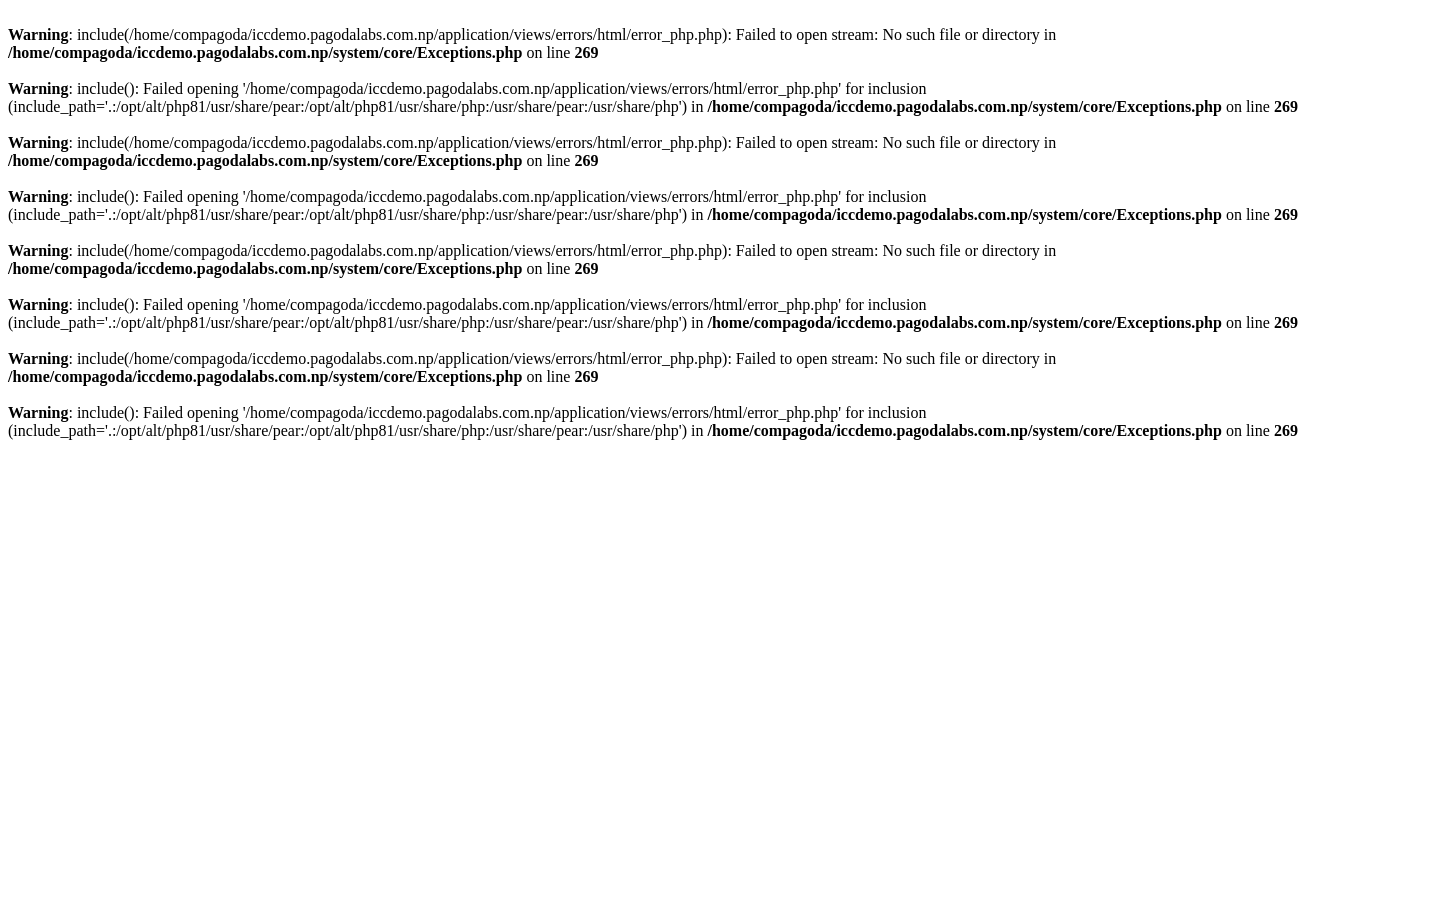 Warning: include(/home/compagoda/iccdemo.pagodalabs.com.np/application/views/errors/html/error_php.php): Failed to open stream: No such file or directory in
/home/compagoda/iccdemo.pagodalabs.com.np/system/core/Exceptions.php on line 269
Warning: include(): Failed opening '/home/compagoda/iccdemo.pagodalabs.com.np/application/views/errors/html/error_php.php' for inclusion
(include_path='.:/opt/alt/php81/usr/share/pear:/opt/alt/php81/usr/share/php:/usr/share/pear:/usr/share/php') in /home/compagoda/iccdemo.pagodalabs.com.np/system/core/Exceptions.php on line 269
Warning: include(/home/compagoda/iccdemo.pagodalabs.com.np/application/views/errors/html/error_php.php): Failed to open stream: No such file or directory in
/home/compagoda/iccdemo.pagodalabs.com.np/system/core/Exceptions.php on line 269
Warning: include(): Failed opening '/home/compagoda/iccdemo.pagodalabs.com.np/application/views/errors/html/error_php.php' for inclusion
(include_path='.:/opt/alt/php81/usr/share/pear:/opt/alt/php81/usr/share/php:/usr/share/pear:/usr/share/php') in /home/compagoda/iccdemo.pagodalabs.com.np/system/core/Exceptions.php on line 269
Warning: include(/home/compagoda/iccdemo.pagodalabs.com.np/application/views/errors/html/error_php.php): Failed to open stream: No such file or directory in
/home/compagoda/iccdemo.pagodalabs.com.np/system/core/Exceptions.php on line 269
Warning: include(): Failed opening '/home/compagoda/iccdemo.pagodalabs.com.np/application/views/errors/html/error_php.php' for inclusion
(include_path='.:/opt/alt/php81/usr/share/pear:/opt/alt/php81/usr/share/php:/usr/share/pear:/usr/share/php') in /home/compagoda/iccdemo.pagodalabs.com.np/system/core/Exceptions.php on line 269
Warning: include(/home/compagoda/iccdemo.pagodalabs.com.np/application/views/errors/html/error_php.php): Failed to open stream: No such file or directory in
/home/compagoda/iccdemo.pagodalabs.com.np/system/core/Exceptions.php on line 269
Warning: include(): Failed opening '/home/compagoda/iccdemo.pagodalabs.com.np/application/views/errors/html/error_php.php' for inclusion
(include_path='.:/opt/alt/php81/usr/share/pear:/opt/alt/php81/usr/share/php:/usr/share/pear:/usr/share/php') in /home/compagoda/iccdemo.pagodalabs.com.np/system/core/Exceptions.php on line 269